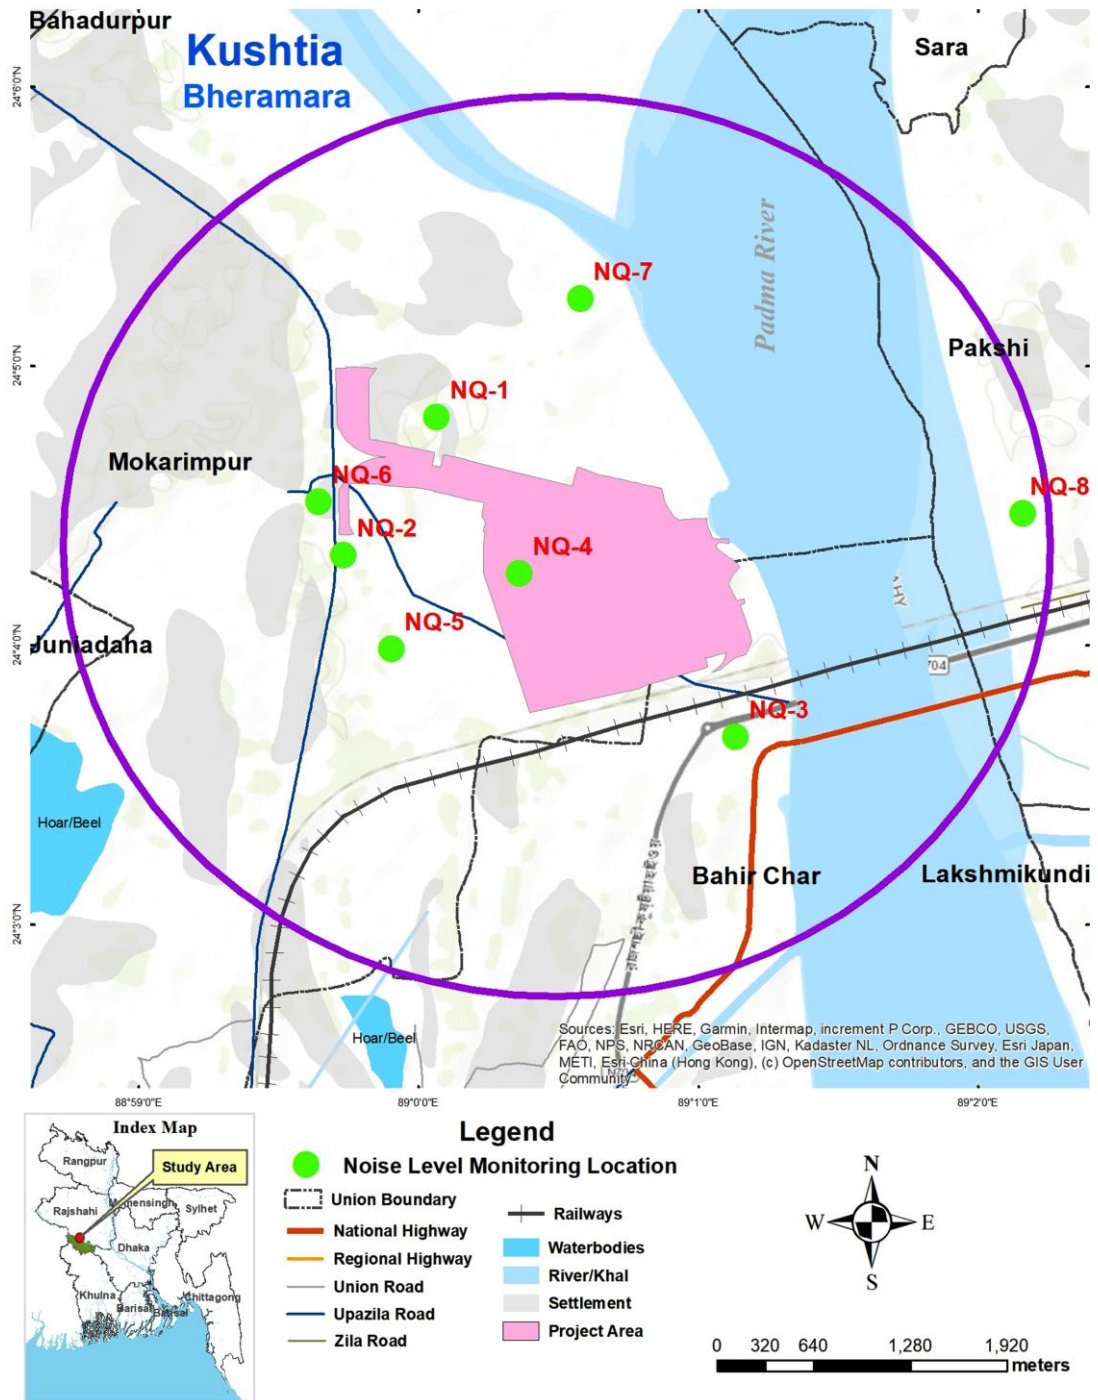 Bahadurpur
Kushtia
Bheramara
Sara
24°6'0"N
Padma River
NQ-7
Pakshi
24°5'0"N
NQ-1
Mokarimpur
NQ-6
NQ-8
NQ-2
NQ-4
NQ-5
Juniadaha
24°4'0"N
704
NQ-3
Hoar/Beel
Bahir Char
Lakshmikundi
24°3'0"N
Hoar/Beel
Sources: Esri, HERE, Garmin, Intermap, increment P Corp., GEBCO, USGS,
FAO, NPS, NRCAN, GeoBase, IGN, Kadaster NL, Ordnance Survey, Esri Japan,
METI, Esri China (Hong Kong), (c) OpenStreetMap contributors, and the GIS User
Community
88°59'0"E
89°0'0"E
89°1'0"E
89°2'0"E
Index Map
Study Area
Rangpur
Rajshahi
Sylhet
Dhaka
Khulna
Barisal
Chittagong
Legend
Noise Level Monitoring Location
Union Boundary
National Highway
Regional Highway
Union Road
Upazila Road
Zila Road
Railways
Waterbodies
River/Khal
Settlement
Project Area
N
W
E
S
0 320 640 1,280 1,920
meters